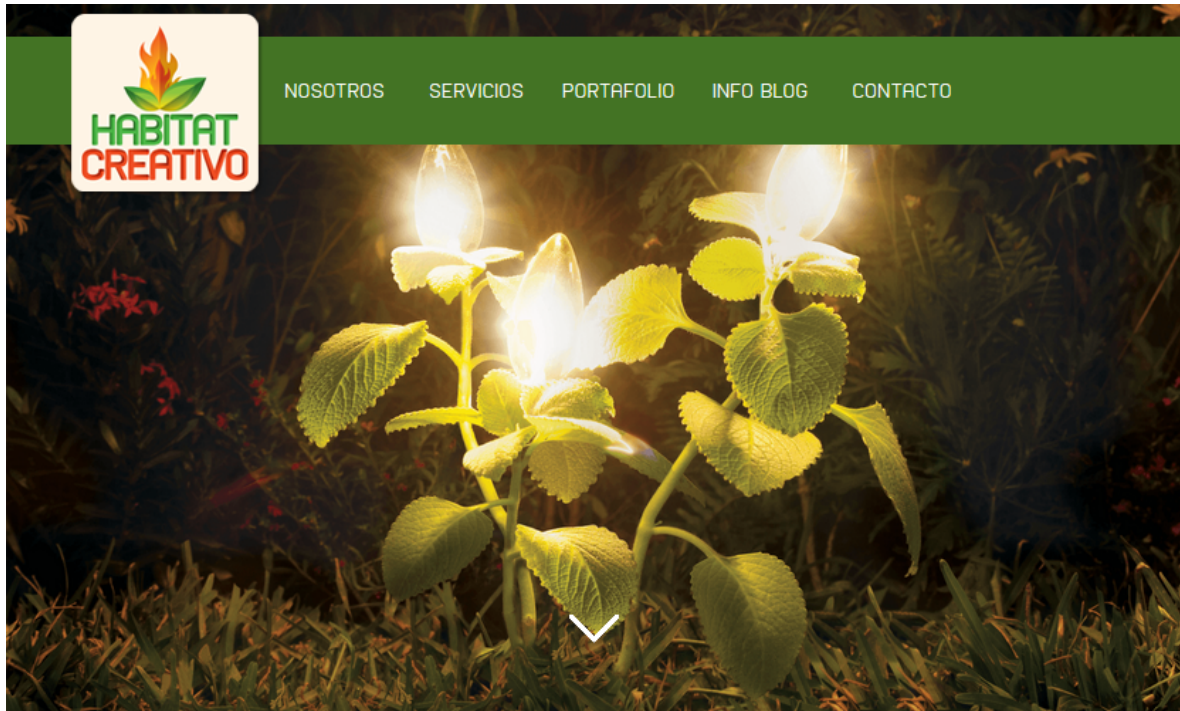 HABITAT
CREATIVO
NOSOTROS SERVICIOS PORTAFOLIO INFO BLOG CONTACTO